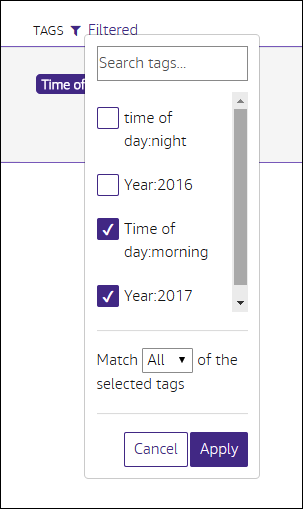 TAGS Filtered
Time of
Search tags...
time of
day:night
Year:2016
Time of
day:morning
Year:2017
Match All of the
selected tags
Cancel Apply